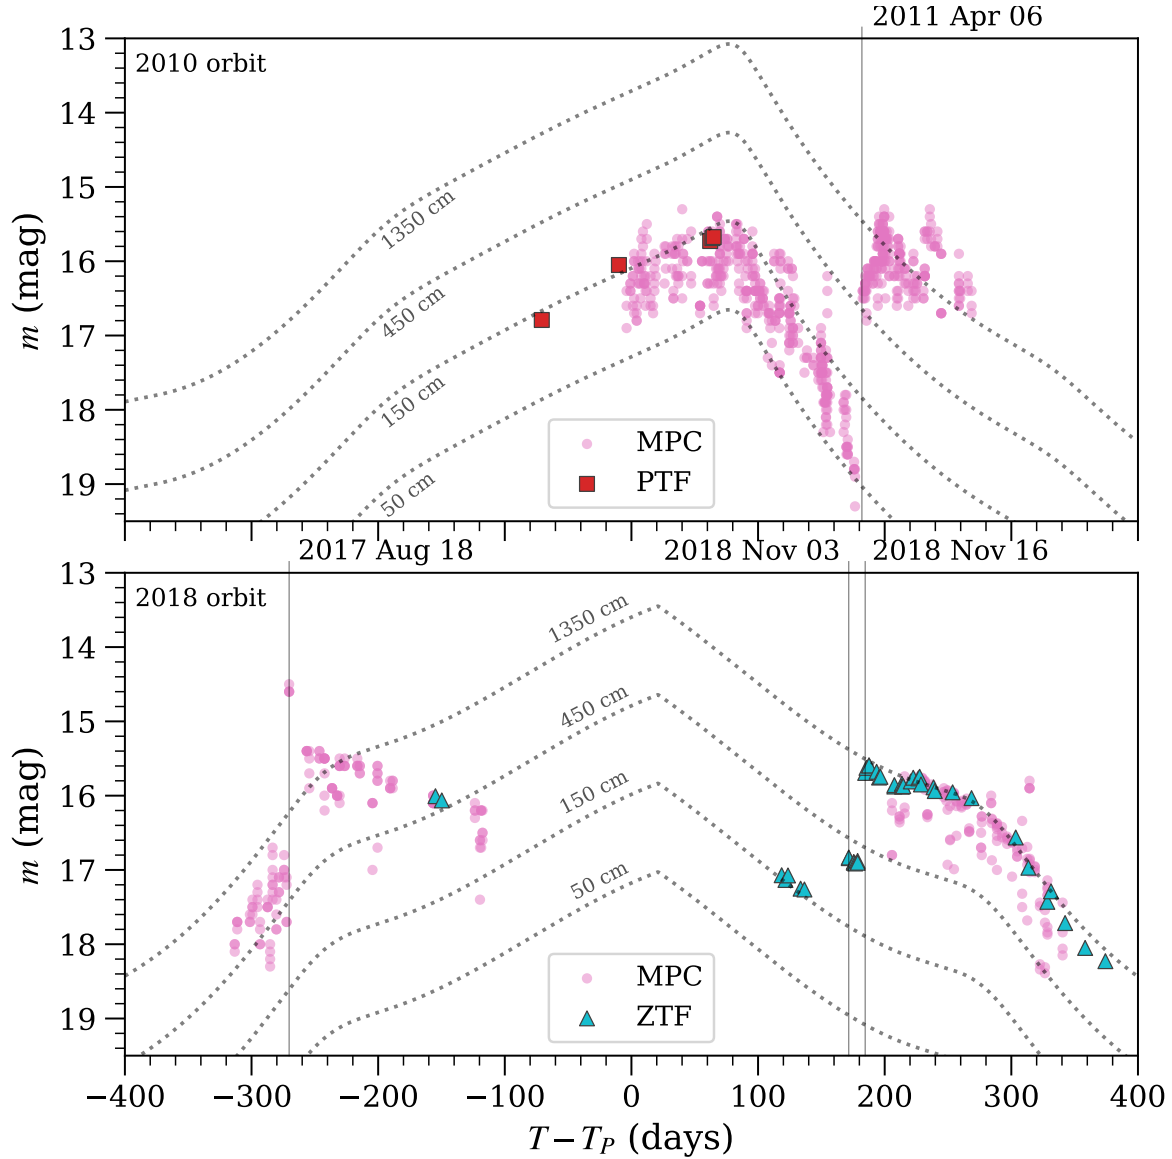 2011 Apr 06
13
2010 orbit
14
15
16
17
18
19
m (mag)
1350 cm
450 cm
150 cm
50 cm
MPC
PTF
2017 Aug 18
2018 Nov 03
2018 Nov 16
13
2018 orbit
14
15
16
17
18
19
m (mag)
1350 cm
450 cm
150 cm
50 cm
MPC
ZTF
−400 −300 −200 −100 0 100 200 300 400
T − T_P (days)